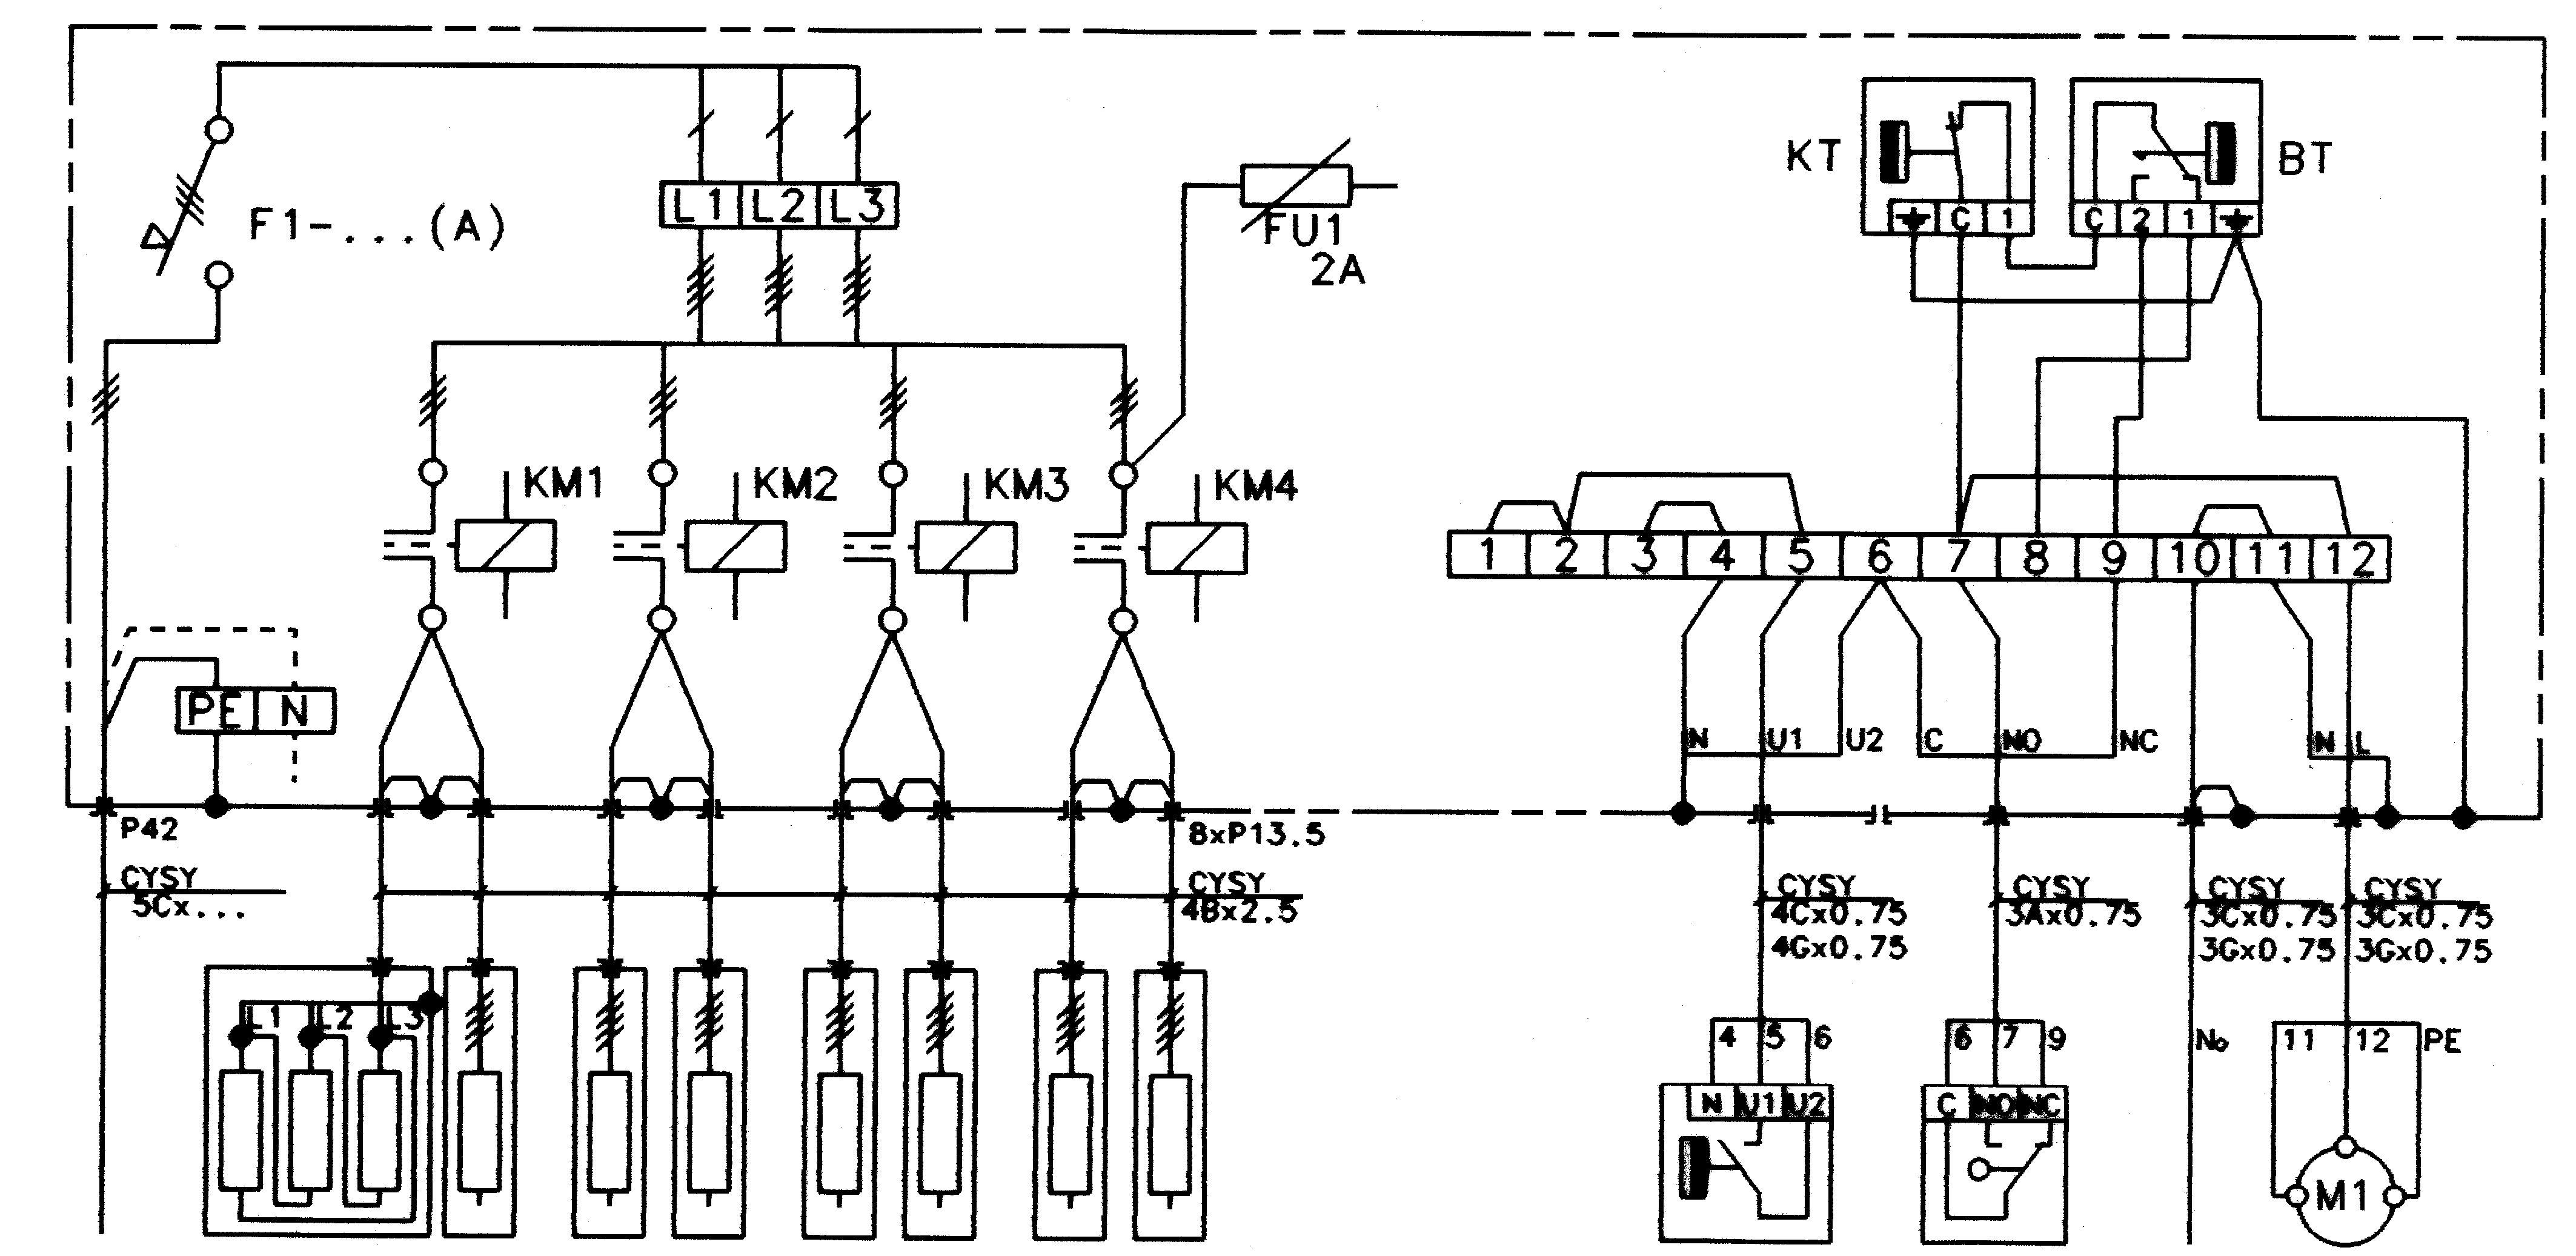 KT
BT
C 1
C 2 1
F1-...(A)
L1 L2 L3
FU1
2A
KM1 KM2 KM3 KM4
1 2 3 4 5 6 7 8 9 10 11 12
PE N
N U1 U2 C NO NC N L
P42
8xP13.5
CYSY
5Cx...
CYSY
4Bx2.5
CYSY
4Cx0.75
4Gx0.75
CYSY
3Ax0.75
CYSY
3Cx0.75
3Gx0.75
CYSY
3Cx0.75
3Gx0.75
L1 L2 L3
4 5 6
6 7 9
No
11 12 PE
N U1 U2
C NO NC
M1